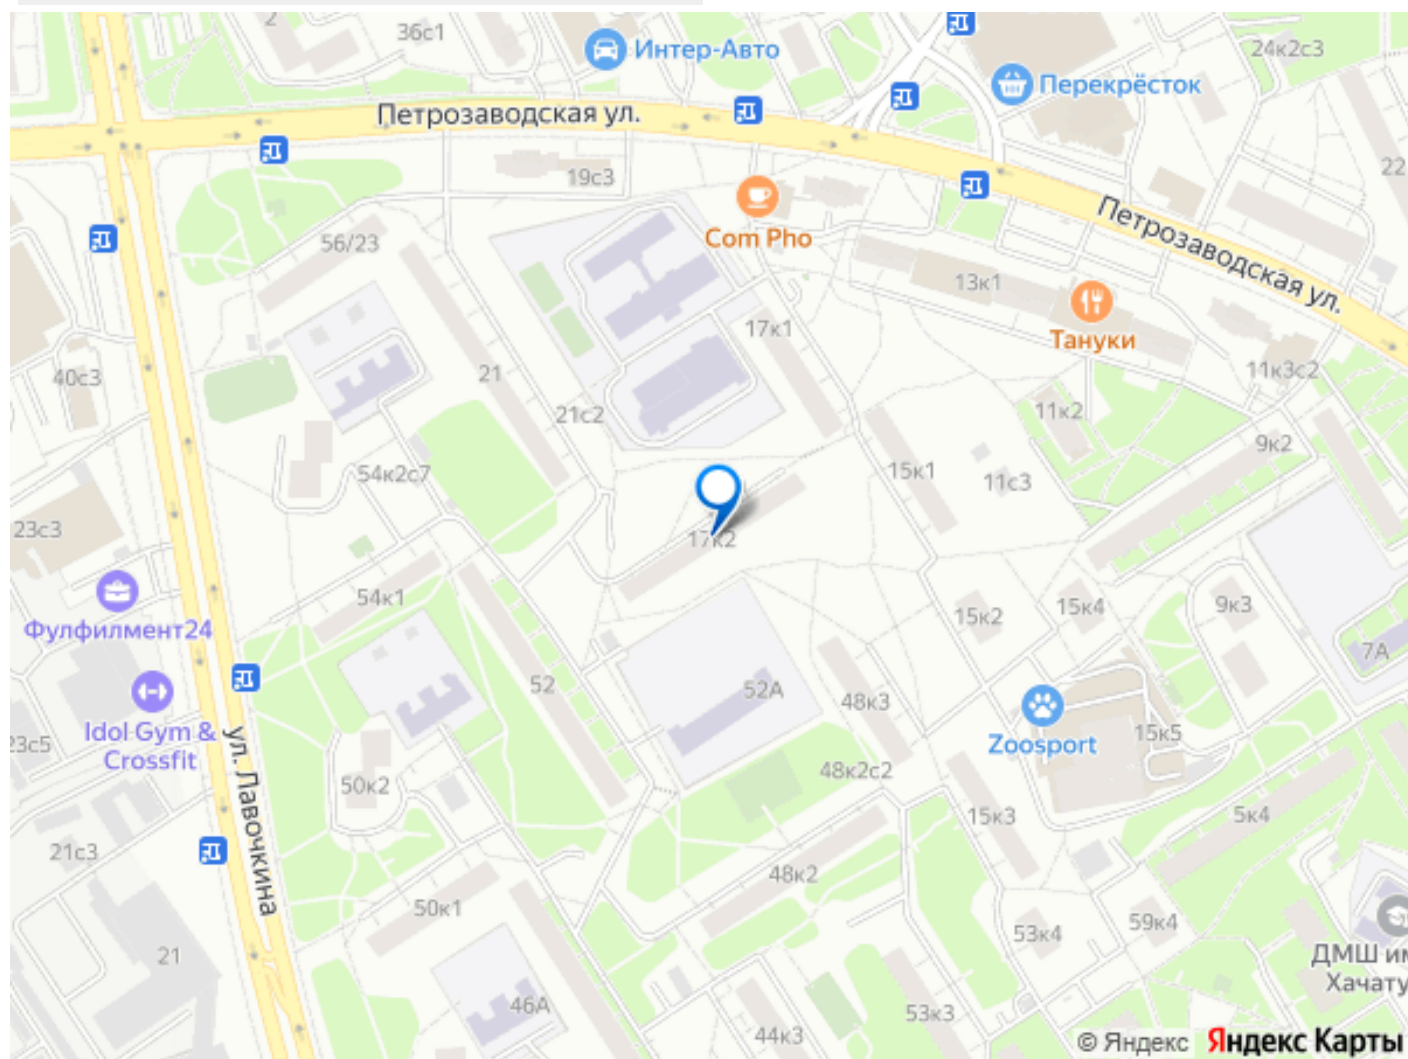 2
36с1
Интер-Авто
24к2с3
Перекрёсток
Петрозаводская ул.
19с3
22
Com Pho
Петрозаводская ул.
56/23
13к1
17к1
Тануки
40с3
21
11к3с2
21с2
11к2
9к2
54к2с7
15к1
11с3
23с3
17к2
54к1
15к2
15к4
9к3
Фулфилмент24
7А
52
52А
48к3
Idol Gym &
Crossfit
23с5
Zoosport
15к5
ул. Лавочкина
50к2
48к2с2
15к3
5к4
21с3
48к2
50к1
53к4
59к4
21
ДМШ им
Хачату
46А
53к3
44к3
© Яндекс Яндекс Карты